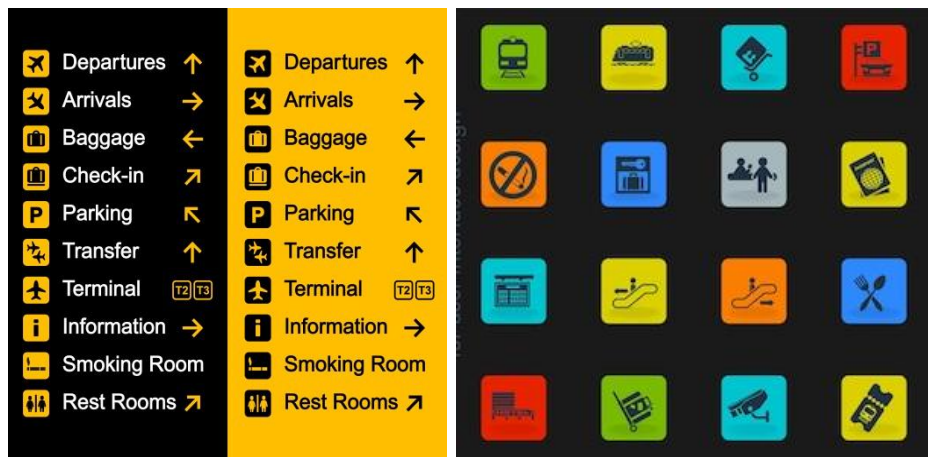 Departures
Arrivals
Baggage
Check-in
P Parking
Transfer
Terminal T2 T3
i Information
Smoking Room
Rest Rooms
Departures
Arrivals
Baggage
Check-in
P Parking
Transfer
Terminal T2 T3
i Information
Smoking Room
Rest Rooms
P